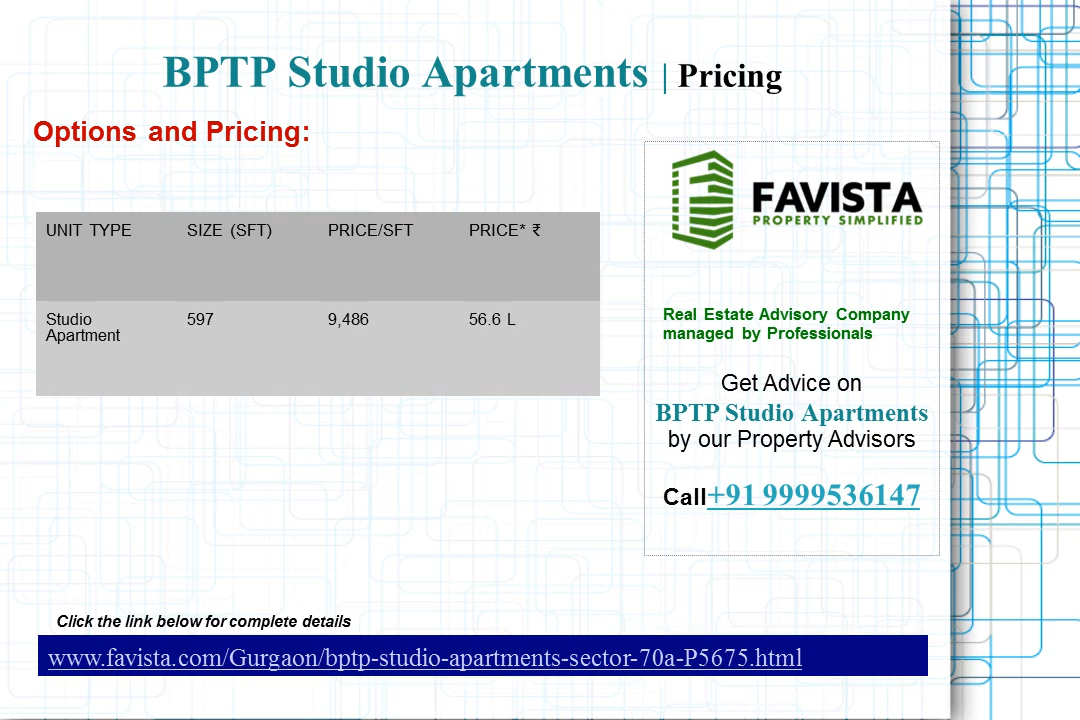 BPTP Studio Apartments | Pricing
Options and Pricing:
UNIT TYPE SIZE (SFT) PRICE/SFT PRICE* ₹
Studio Apartment 597 9,486 56.6 L
FAVISTA
PROPERTY SIMPLIFIED
Real Estate Advisory Company
managed by Professionals
Get Advice on
BPTP Studio Apartments
by our Property Advisors
Call+91 9999536147
Click the link below for complete details
www.favista.com/Gurgaon/bptp-studio-apartments-sector-70a-P5675.html